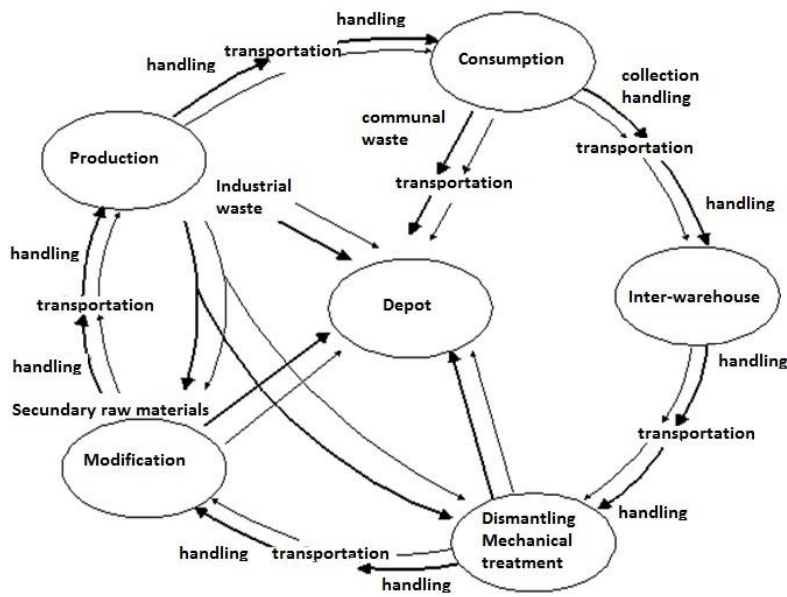 handling
transportation
handling
Consumption
collection
handling
communal
waste
transportation
transportation
Production
Industrial
waste
handling
handling
transportation
Depot
Inter-warehouse
handling
handling
Secundary raw materials
Modification
transportation
handling
Dismantling
Mechanical
treatment
handling
transportation
handling